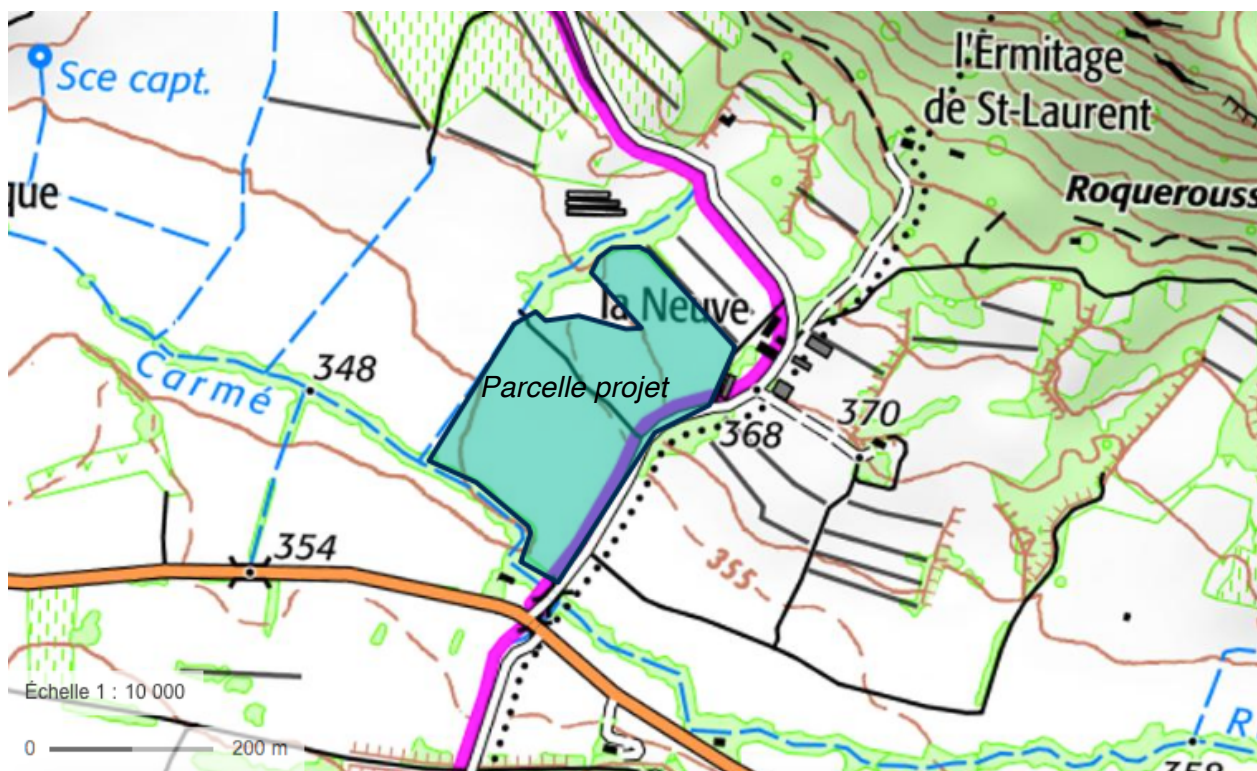 l'Ermitage
de St-Laurent
Sce capt.
que
Roquerouss
la Neuve
348
Carmé
Parcelle projet
370
368
354
355
Échelle 1 : 10 000
0 200 m
R